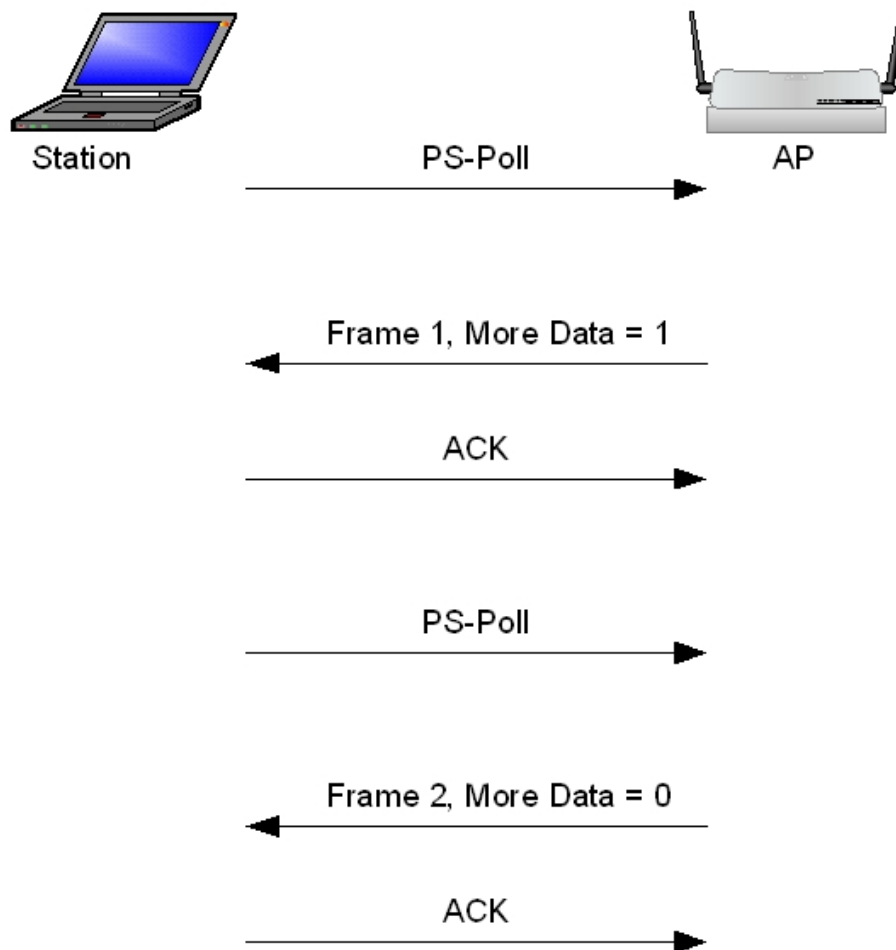 Station
AP
PS-Poll
Frame 1, More Data = 1
ACK
PS-Poll
Frame 2, More Data = 0
ACK